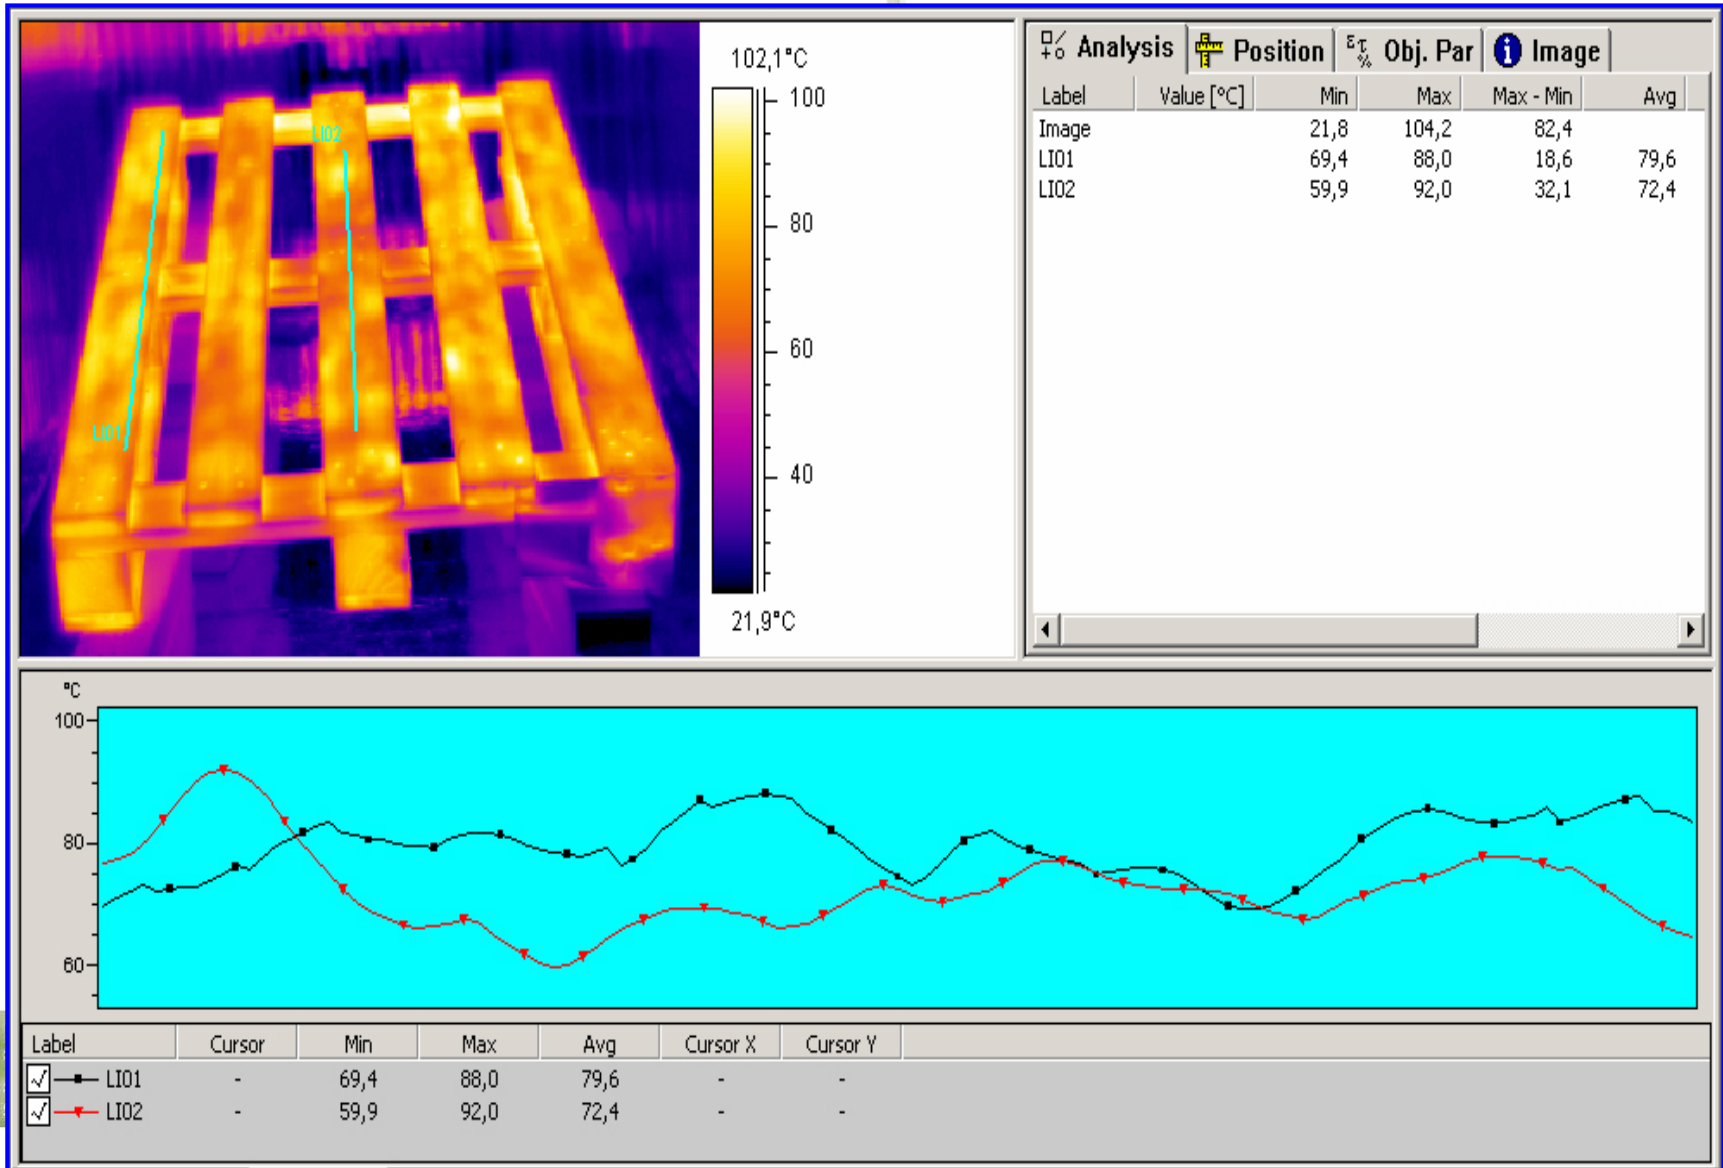 LI02
LI01
102,1°C
100
80
60
40
21,9°C
Analysis Position Obj. Par Image
Label Value [°C] Min Max Max - Min Avg
Image 21,8 104,2 82,4
LI01 69,4 88,0 18,6 79,6
LI02 59,9 92,0 32,1 72,4
°C
100
80
60
Label Cursor Min Max Avg Cursor X Cursor Y
LI01 - 69,4 88,0 79,6 - -
LI02 - 59,9 92,0 72,4 - -